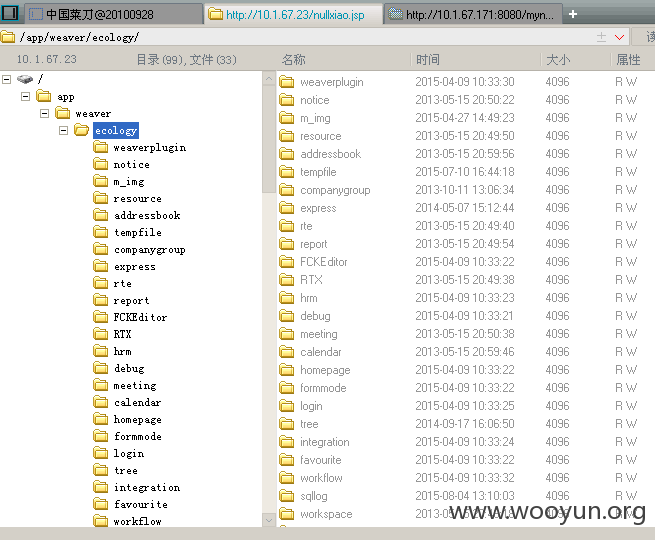 中国菜刀@20100928 http://10.1.67.23/nullxiao.jsp http://10.1.67.171:8080/myn...
/app/weaver/ecology/
10.1.67.23 目录(99),文件(33) 名称 时间 大小 属性
/
app
weaver
ecology
weaverplugin
notice
m_img
resource
addressbook
tempfile
companygroup
express
rte
report
FCKEditor
RTX
hrm
debug
meeting
calendar
homepage
formmode
login
tree
integration
favourite
workflow
weaverplugin 2015-04-09 10:33:30 4096 R W
notice 2013-05-15 20:50:22 4096 R W
m_img 2015-04-27 14:49:23 4096 R W
resource 2013-05-15 20:49:50 4096 R W
addressbook 2013-05-15 20:59:56 4096 R W
tempfile 2015-07-10 16:44:18 4096 R W
companygroup 2013-10-11 13:06:34 4096 R W
express 2014-05-07 15:12:44 4096 R W
rte 2013-05-15 20:49:40 4096 R W
report 2013-05-15 20:49:54 4096 R W
FCKEditor 2015-04-09 10:33:22 4096 R W
RTX 2013-05-15 20:49:38 4096 R W
hrm 2015-04-09 10:33:23 4096 R W
debug 2015-04-09 10:33:21 4096 R W
meeting 2013-05-15 20:50:38 4096 R W
calendar 2013-05-15 20:59:46 4096 R W
homepage 2015-04-09 10:33:22 4096 R W
formmode 2015-04-09 10:33:22 4096 R W
login 2015-04-09 10:33:25 4096 R W
tree 2014-09-17 16:06:50 4096 R W
integration 2015-04-09 10:33:24 4096 R W
favourite 2015-04-09 10:33:22 4096 R W
workflow 2015-04-09 10:33:32 4096 R W
sqllog 2015-08-04 13:10:03 4096 R W
workspace 4096 R W
www.wooyun.org